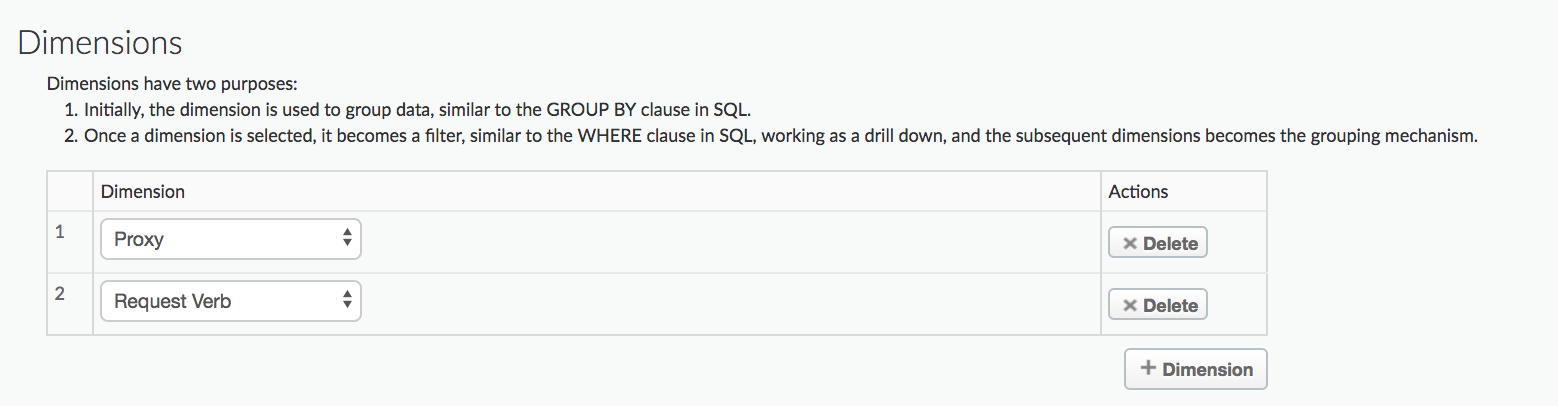 Dimensions
Dimensions have two purposes:
1. Initially, the dimension is used to group data, similar to the GROUP BY clause in SQL.
2. Once a dimension is selected, it becomes a filter, similar to the WHERE clause in SQL, working as a drill down, and the subsequent dimensions becomes the grouping mechanism.
Dimension Actions
1 Proxy Delete
2 Request Verb Delete
+ Dimension